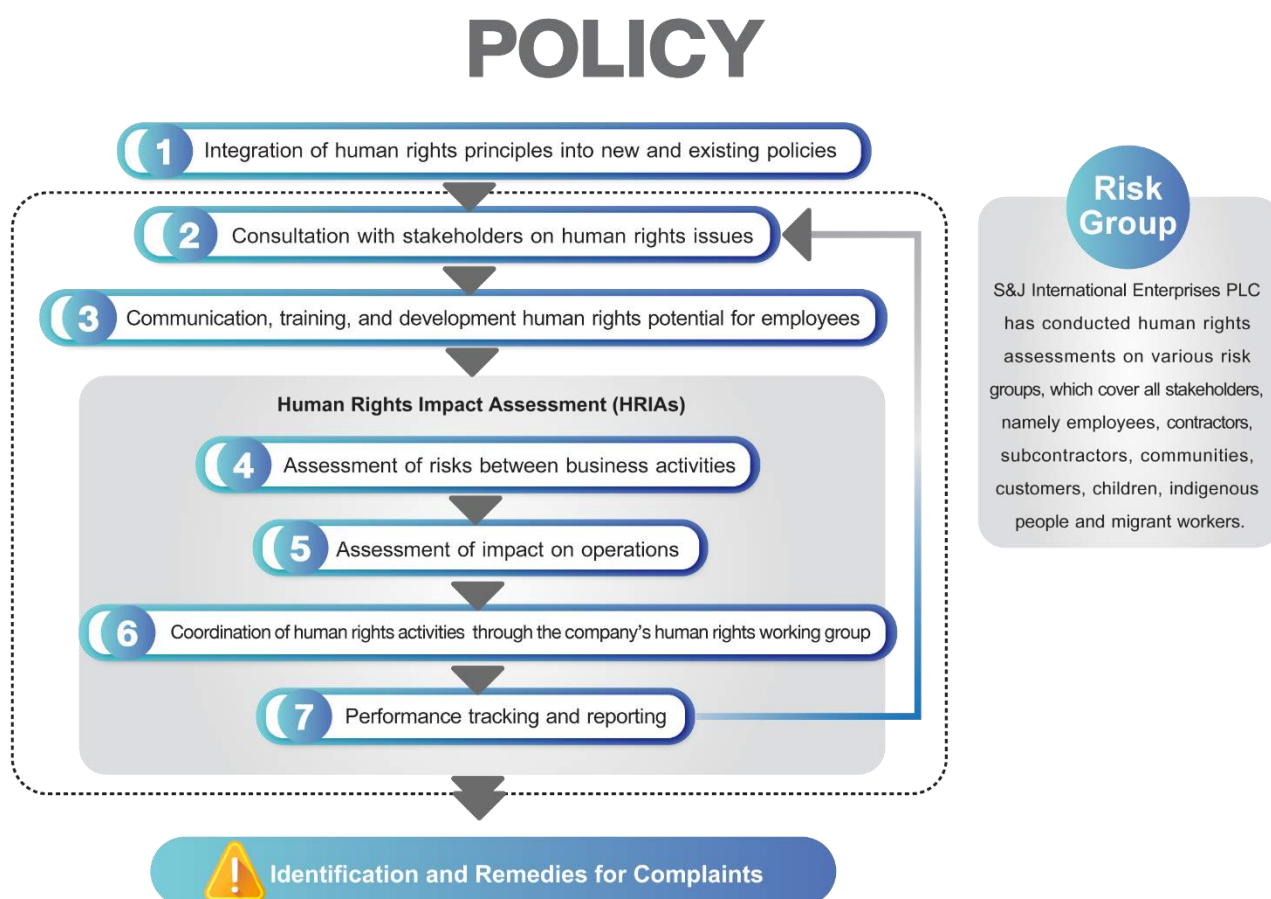 POLICY
1 Integration of human rights principles into new and existing policies
2 Consultation with stakeholders on human rights issues
3 Communication, training, and development human rights potential for employees
Human Rights Impact Assessment (HRIAs)
4 Assessment of risks between business activities
5 Assessment of impact on operations
6 Coordination of human rights activities through the company's human rights working group
7 Performance tracking and reporting
Identification and Remedies for Complaints
Risk
Group
S&J International Enterprises PLC
has conducted human rights
assessments on various risk
groups, which cover all stakeholders,
namely employees, contractors,
subcontractors, communities,
customers, children, indigenous
people and migrant workers.